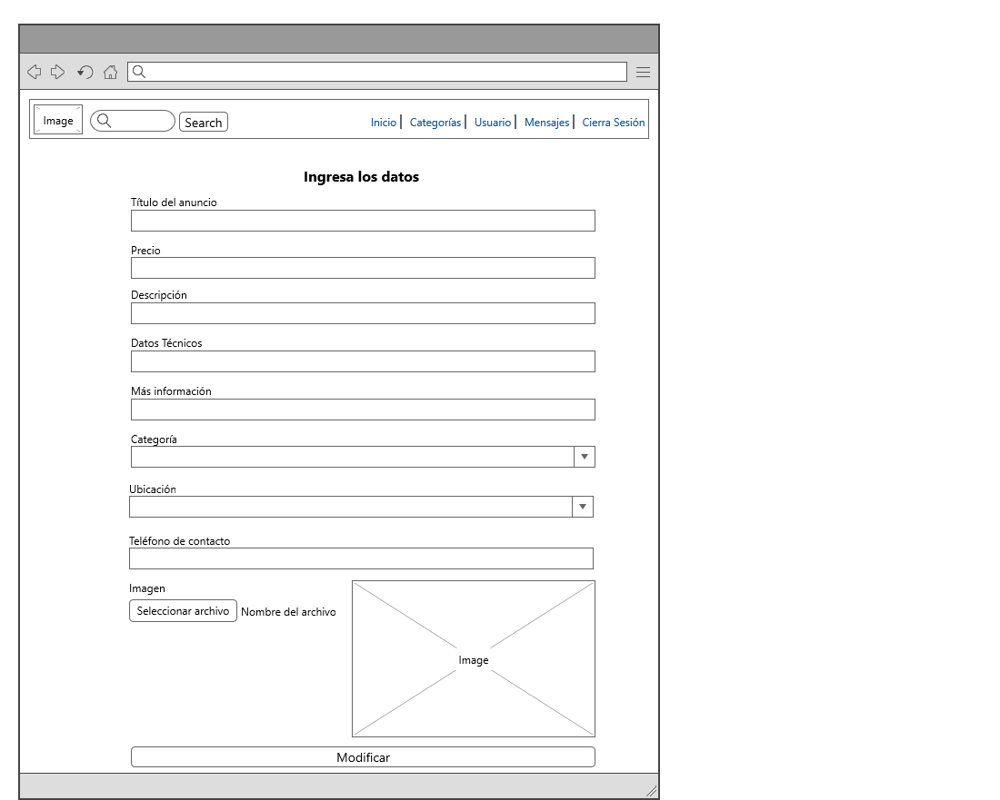 Image Search Inicio Categorías Usuario Mensajes Cierra Sesión
Ingresa los datos
Título del anuncio
Precio
Descripción
Datos Técnicos
Más información
Categoría
Ubicación
Teléfono de contacto
Imagen
Seleccionar archivo Nombre del archivo
Image
Modificar